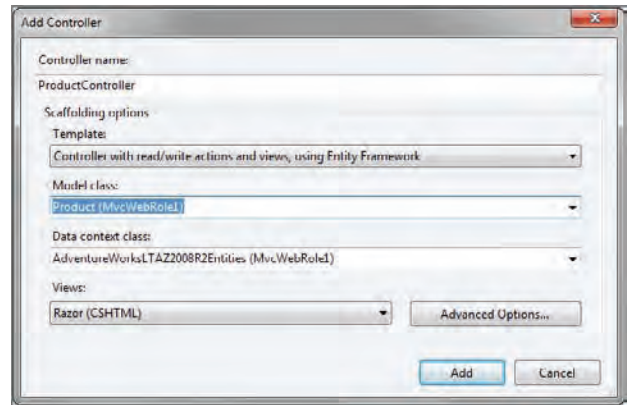 Add Controller
Controller name:
ProductController
Scaffolding options
Template:
Controller with read/write actions and views, using Entity Framework
Model class:
Product (MvcWebRole1)
Data context class:
AdventureWorksLTAZ2008R2Entities (MvcWebRole1)
Views:
Razor (CSHTML)
Advanced Options...
Add
Cancel